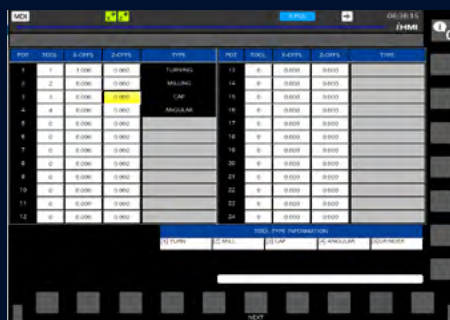 MDI 08:38:15
iHMI
POT TOOL X-OFFS Z-OFFS TYPE POT TOOL X-OFFS Z-OFFS TYPE
1 1 0.000 0.000 TURNING 13 0 0.000 0.000
2 2 0.000 0.000 MILLING 14 0 0.000 0.000
3 3 0.000 0.000 CAP 15 0 0.000 0.000
4 4 0.000 0.000 ANGULAR 16 0 0.000 0.000
5 0 0.000 0.000 17 0 0.000 0.000
6 0 0.000 0.000 18 0 0.000 0.000
7 0 0.000 0.000 19 0 0.000 0.000
8 0 0.000 0.000 20 0 0.000 0.000
9 0 0.000 0.000 21 0 0.000 0.000
10 0 0.000 0.000 22 0 0.000 0.000
11 0 0.000 0.000 23 0 0.000 0.000
12 0 0.000 0.000 24 0 0.000 0.000
TOOL TYPE INFORMATION
[1] TURN [2] MILL [3] CAP [4] ANGULAR
NEXT